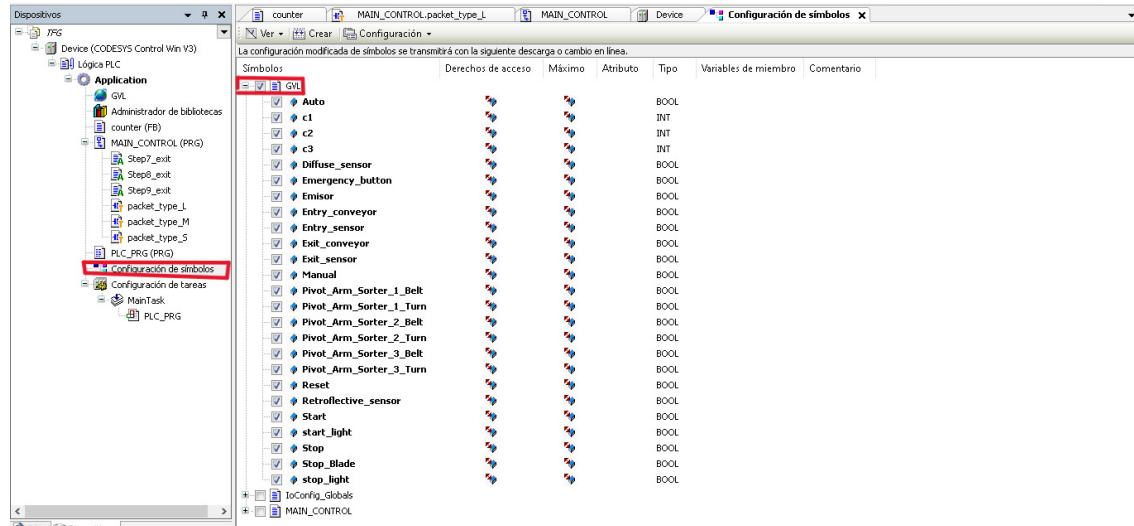 Dispositivos
TFG
Device (CODESYS Control Win V3)
Lógica PLC
Application
GVL
Administrador de bibliotecas
counter (FB)
MAIN_CONTROL (PRG)
Step7_exit
Step8_exit
Step9_exit
packet_type_L
packet_type_M
packet_type_S
PLC_PRG (PRG)
Configuración de símbolos
Configuración de tareas
MainTask
PLC_PRG
counter MAIN_CONTROL.packet_type_L MAIN_CONTROL Device Configuración de símbolos x
Ver Crear Configuración
La configuración modificada de símbolos se transmitirá con la siguiente descarga o cambio en línea.
Símbolos Derechos de acceso Máximo Atributo Tipo Variables de miembro Comentario
GVL
Auto BOOL
c1 INT
c2 INT
c3 INT
Diffuse_sensor BOOL
Emergency_button BOOL
Emisor BOOL
Entry_conveyor BOOL
Entry_sensor BOOL
Exit_conveyor BOOL
Exit_sensor BOOL
Manual BOOL
Pivot_Arm_Sorter_1_Belt BOOL
Pivot_Arm_Sorter_1_Turn BOOL
Pivot_Arm_Sorter_2_Belt BOOL
Pivot_Arm_Sorter_2_Turn BOOL
Pivot_Arm_Sorter_3_Belt BOOL
Pivot_Arm_Sorter_3_Turn BOOL
Reset BOOL
Retroflective_sensor BOOL
Start BOOL
start_light BOOL
Stop BOOL
Stop_Blade BOOL
stop_light BOOL
IoConfig_Globals
MAIN_CONTROL